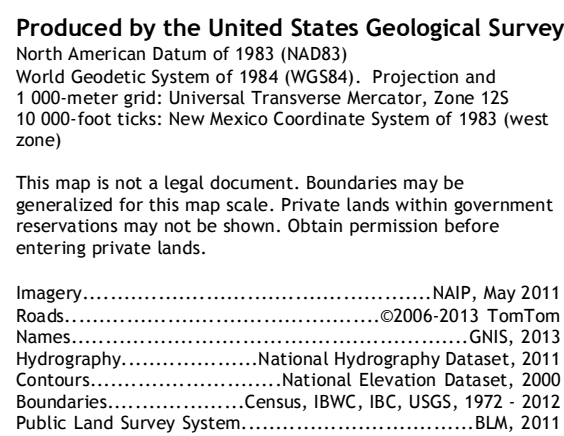 Produced by the United States Geological Survey
North American Datum of 1983 (NAD83)
World Geodetic System of 1984 (WGS84).  Projection and
1 000-meter grid: Universal Transverse Mercator, Zone 12S
10 000-foot ticks: New Mexico Coordinate System of 1983 (west
zone)
This map is not a legal document. Boundaries may be
generalized for this map scale. Private lands within government
reservations may not be shown. Obtain permission before
entering private lands.
Imagery..................................................NAIP, May 2011
Roads..............................................©2006-2013 TomTom
Names..........................................................GNIS, 2013
Hydrography....................National Hydrography Dataset, 2011
Contours............................National Elevation Dataset, 2000
Boundaries....................Census, IBWC, IBC, USGS, 1972 - 2012
Public Land Survey System..................................BLM, 2011